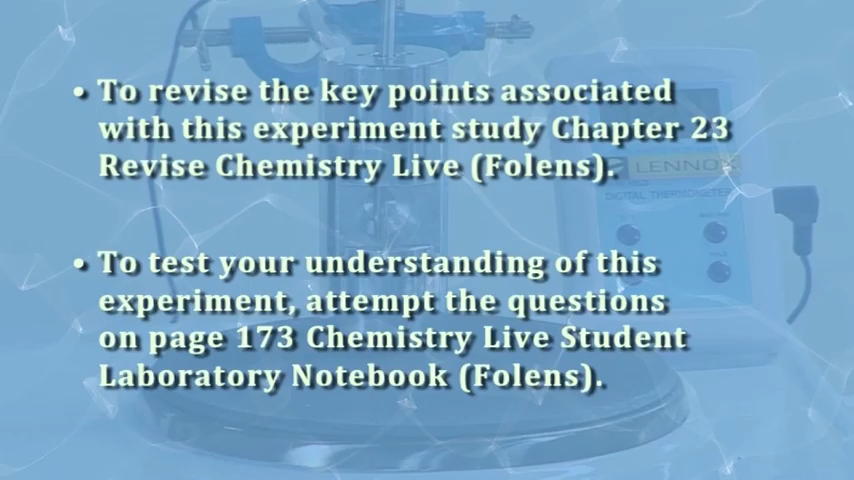 • To revise the key points associated
with this experiment study Chapter 23
Revise Chemistry Live (Folens).
LENNOX
DIGITAL THERMOMETER
• To test your understanding of this
experiment, attempt the questions
on page 173 Chemistry Live Student
Laboratory Notebook (Folens).